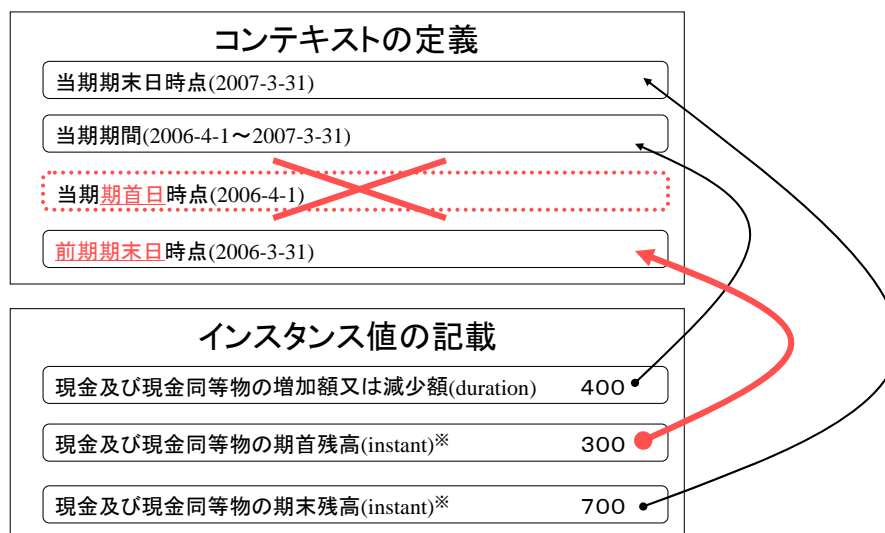 コンテキストの定義
当期期末日時点(2007-3-31)
当期期間(2006-4-1～2007-3-31)
当期期首日時点(2006-4-1)
前期期末日時点(2006-3-31)
インスタンス値の記載
現金及び現金同等物の増加額又は減少額(duration) 400
現金及び現金同等物の期首残高(instant)※ 300
現金及び現金同等物の期末残高(instant)※ 700